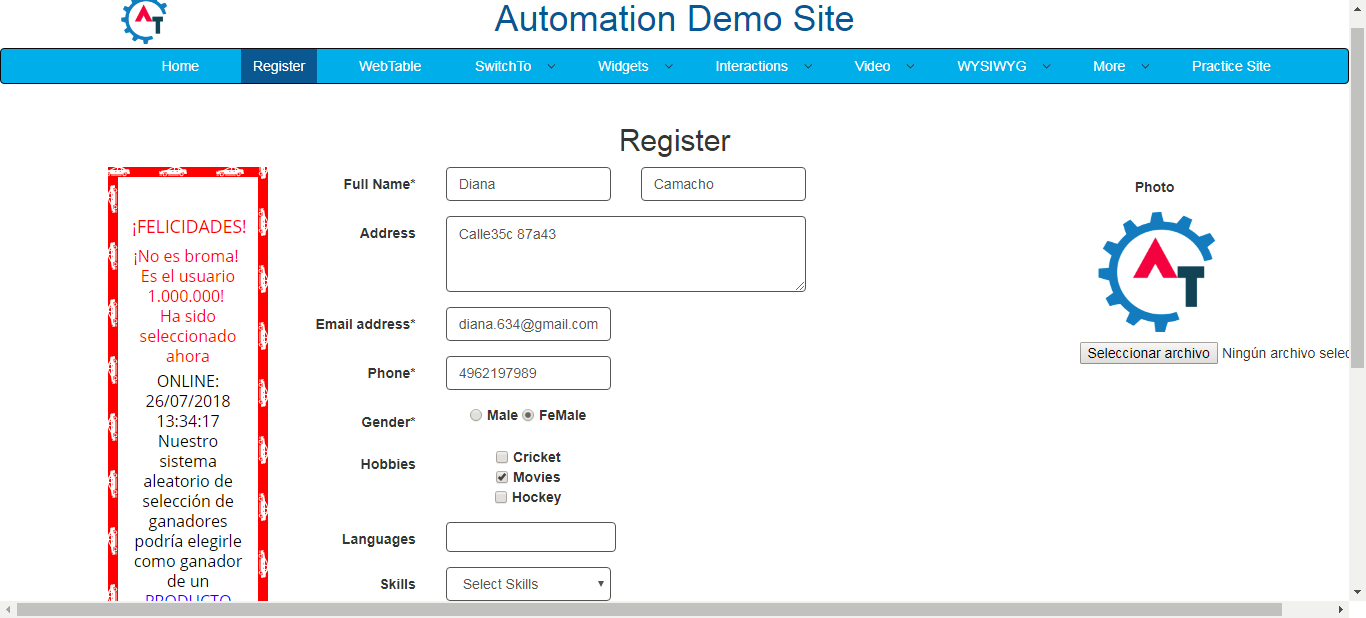 AT
Automation Demo Site
Home Register WebTable SwitchTo Widgets Interactions Video WYSIWYG More Practice Site
Register
¡FELICIDADES!
¡No es broma!
Es el usuario
1.000.000!
Ha sido
seleccionado
ahora
ONLINE:
26/07/2018
13:34:17
Nuestro
sistema
aleatorio de
selección de
ganadores
podría elegirle
como ganador
de un
PRODUCTO
Full Name* Diana Camacho
Address Calle35c 87a43
Email address* diana.634@gmail.com
Phone* 4962197989
Gender* Male FeMale
Hobbies Cricket
Movies
Hockey
Languages
Skills Select Skills
Photo
AT
Seleccionar archivo Ningún archivo selec